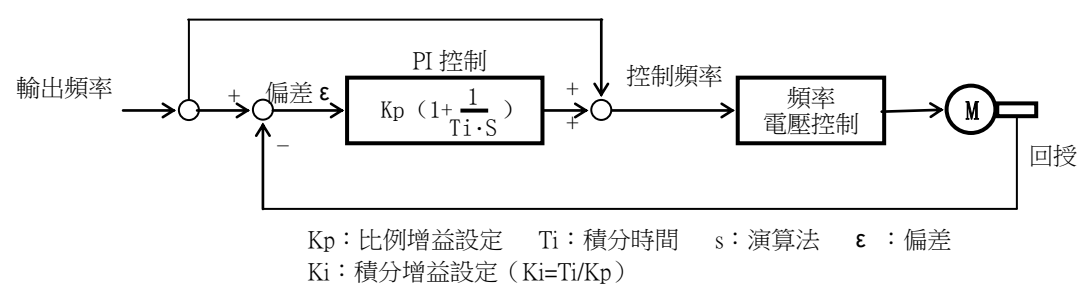 PI 控制
輸出頻率
+
偏差 ε
Kp（1+1/Ti·S）
+
+
控制頻率
頻率
電壓控制
M
−
回授
Kp：比例增益設定 Ti：積分時間 s：演算法 ε ：偏差
Ki：積分增益設定（Ki=Ti/Kp）